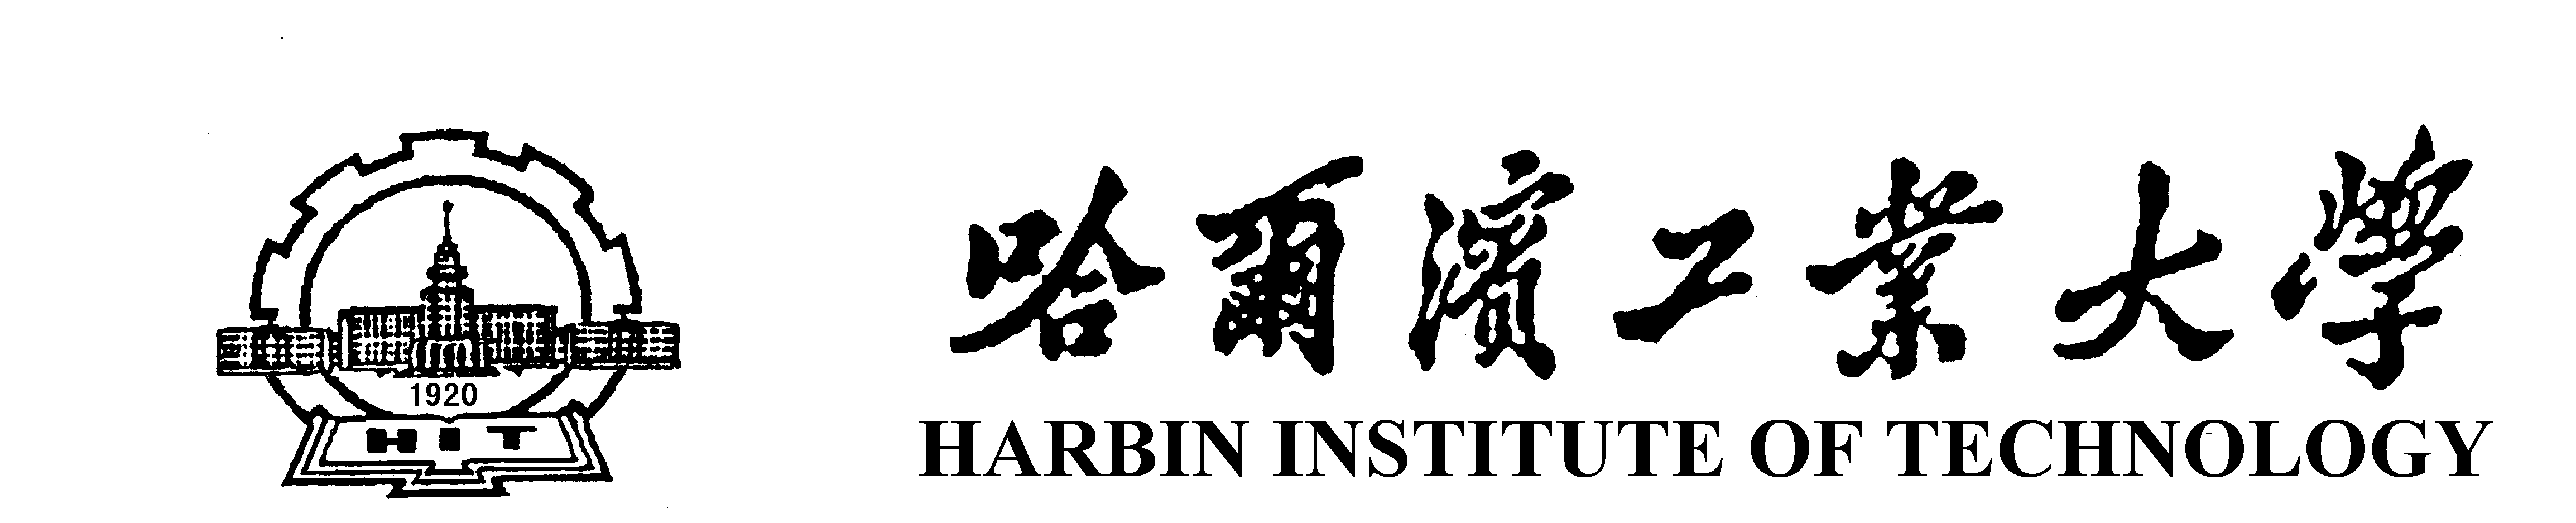 哈爾濱工業大學
HARBIN INSTITUTE OF TECHNOLOGY
1920
HIT